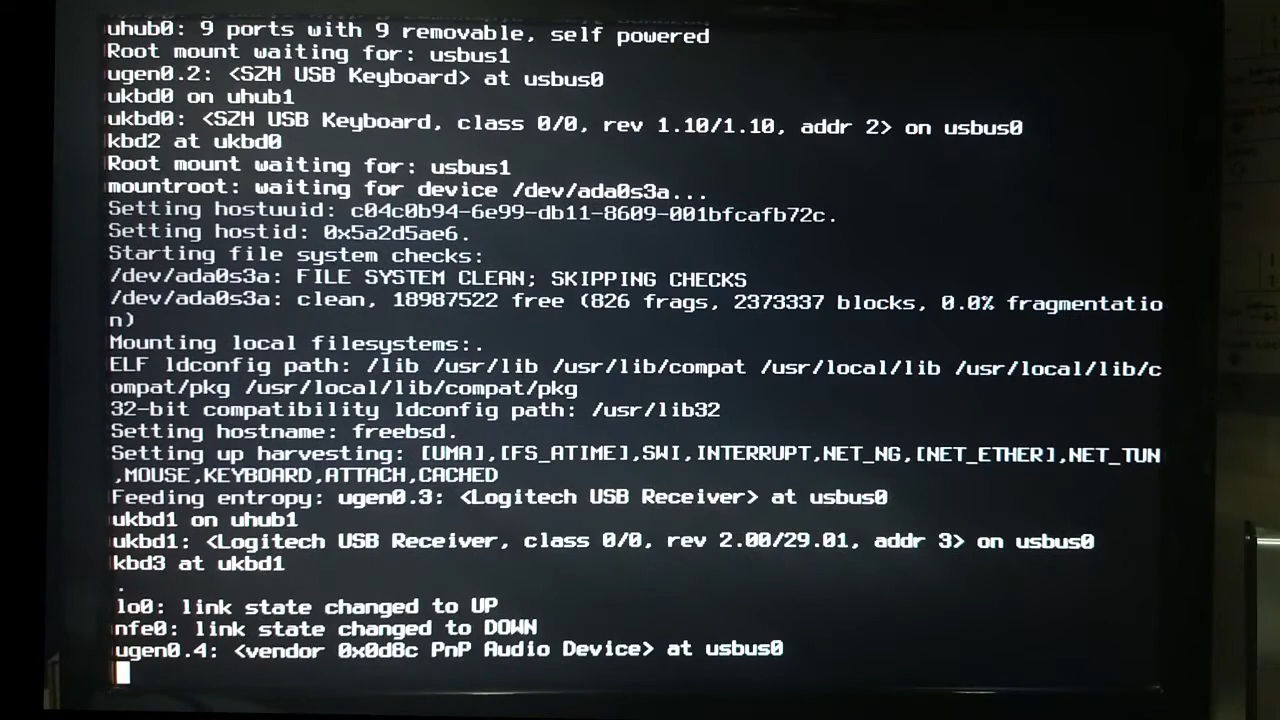 uhub0: 9 ports with 9 removable, self powered
Root mount waiting for: usbus1
ugen0.2: <SZH USB Keyboard> at usbus0
ukbd0 on uhub1
ukbd0: <SZH USB Keyboard, class 0/0, rev 1.10/1.10, addr 2> on usbus0
kbd2 at ukbd0
Root mount waiting for: usbus1
mountroot: waiting for device /dev/ada0s3a...
Setting hostuuid: c04c0b94-6e99-db11-8609-001bfcafb72c.
Setting hostid: 0x5a2d5ae6.
Starting file system checks:
/dev/ada0s3a: FILE SYSTEM CLEAN; SKIPPING CHECKS
/dev/ada0s3a: clean, 18987522 free (826 frags, 2373337 blocks, 0.0% fragmentatio
n)
Mounting local filesystems:.
ELF ldconfig path: /lib /usr/lib /usr/lib/compat /usr/local/lib /usr/local/lib/c
ompat/pkg /usr/local/lib/compat/pkg
32-bit compatibility ldconfig path: /usr/lib32
Setting hostname: freebsd.
Setting up harvesting: [UMA],[FS_ATIME],SWI,INTERRUPT,NET_NG,[NET_ETHER],NET_TUN
,MOUSE,KEYBOARD,ATTACH,CACHED
Feeding entropy: ugen0.3: <Logitech USB Receiver> at usbus0
ukbd1 on uhub1
ukbd1: <Logitech USB Receiver, class 0/0, rev 2.00/29.01, addr 3> on usbus0
kbd3 at ukbd1
.
lo0: link state changed to UP
nfe0: link state changed to DOWN
ugen0.4: <vendor 0x0d8c PnP Audio Device> at usbus0